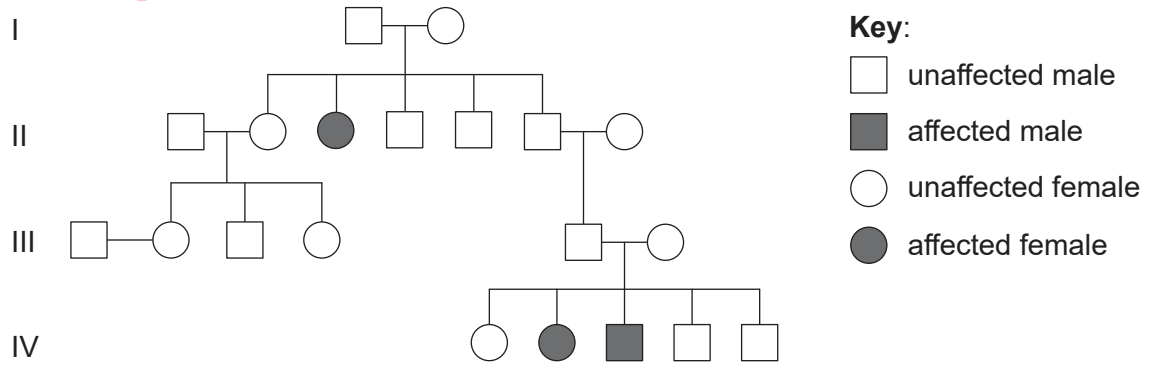 I
II
III
IV
Key:
unaffected male
affected male
unaffected female
affected female